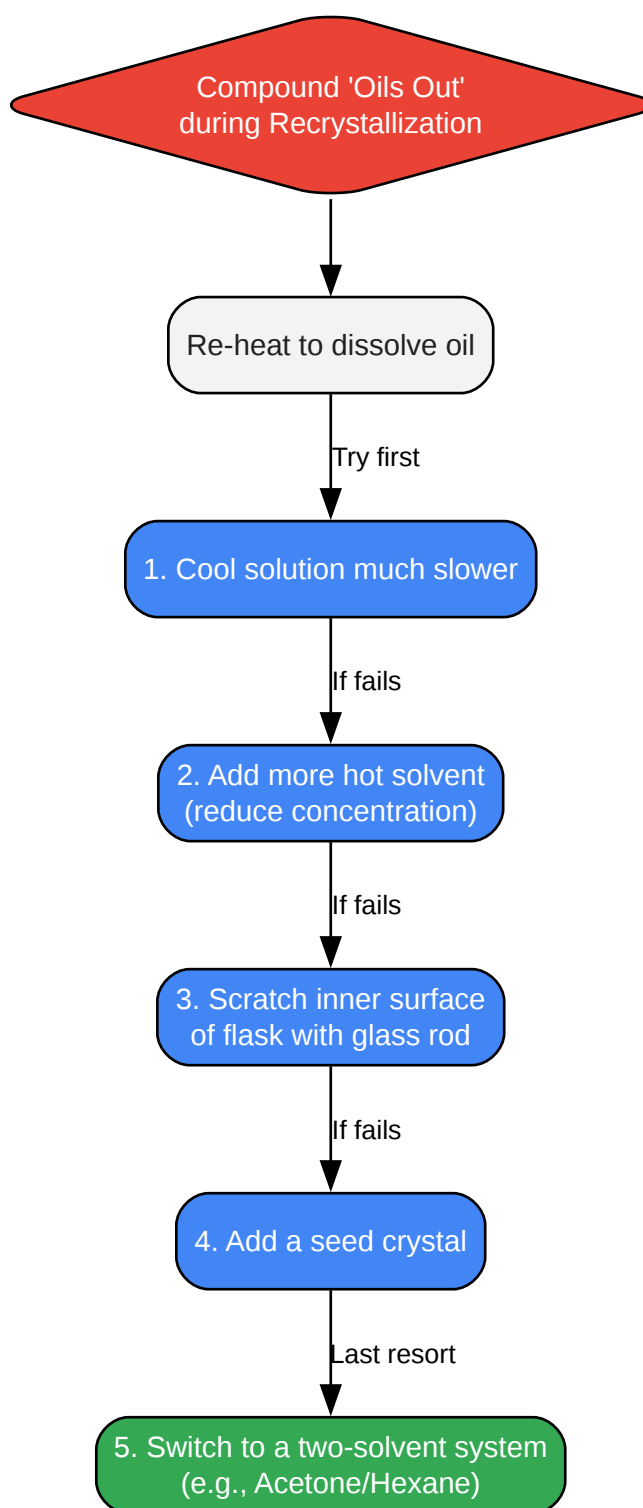 Compound 'Oils Out'
during Recrystallization
Re-heat to dissolve oil
Try first
1. Cool solution much slower
If fails
2. Add more hot solvent
(reduce concentration)
If fails
3. Scratch inner surface
of flask with glass rod
If fails
4. Add a seed crystal
Last resort
5. Switch to a two-solvent system
(e.g., Acetone/Hexane)